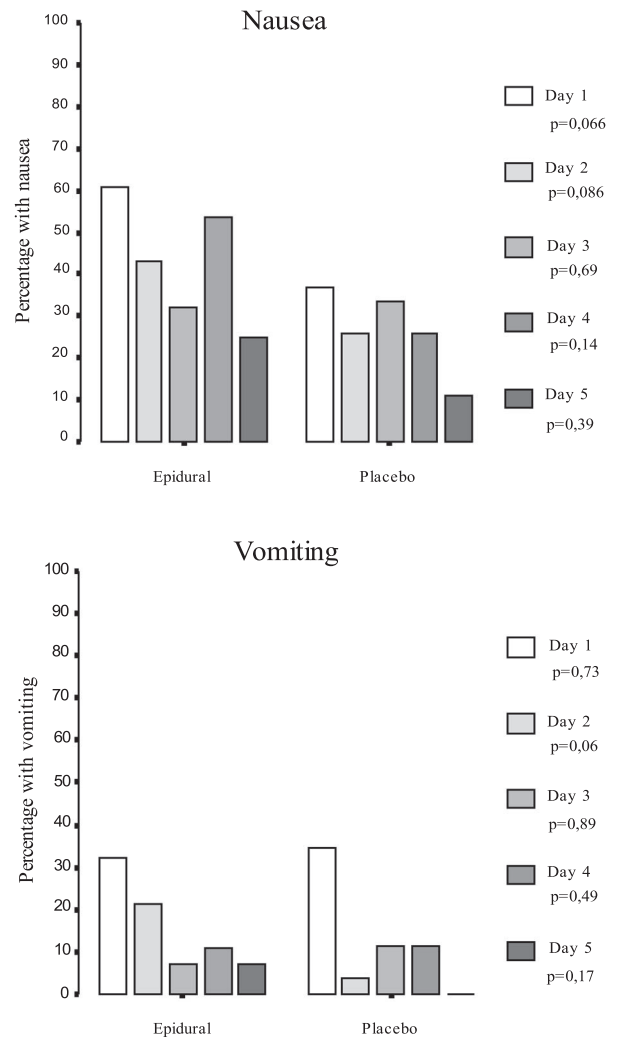 Nausea
100
90
80
70
60
50
40
30
20
10
0
Percentage with nausea
Epidural
Placebo
Day 1
p=0,066
Day 2
p=0,086
Day 3
p=0,69
Day 4
p=0,14
Day 5
p=0,39
Vomiting
100
90
80
70
60
50
40
30
20
10
0
Percentage with vomiting
Epidural
Placebo
Day 1
p=0,73
Day 2
p=0,06
Day 3
p=0,89
Day 4
p=0,49
Day 5
p=0,17